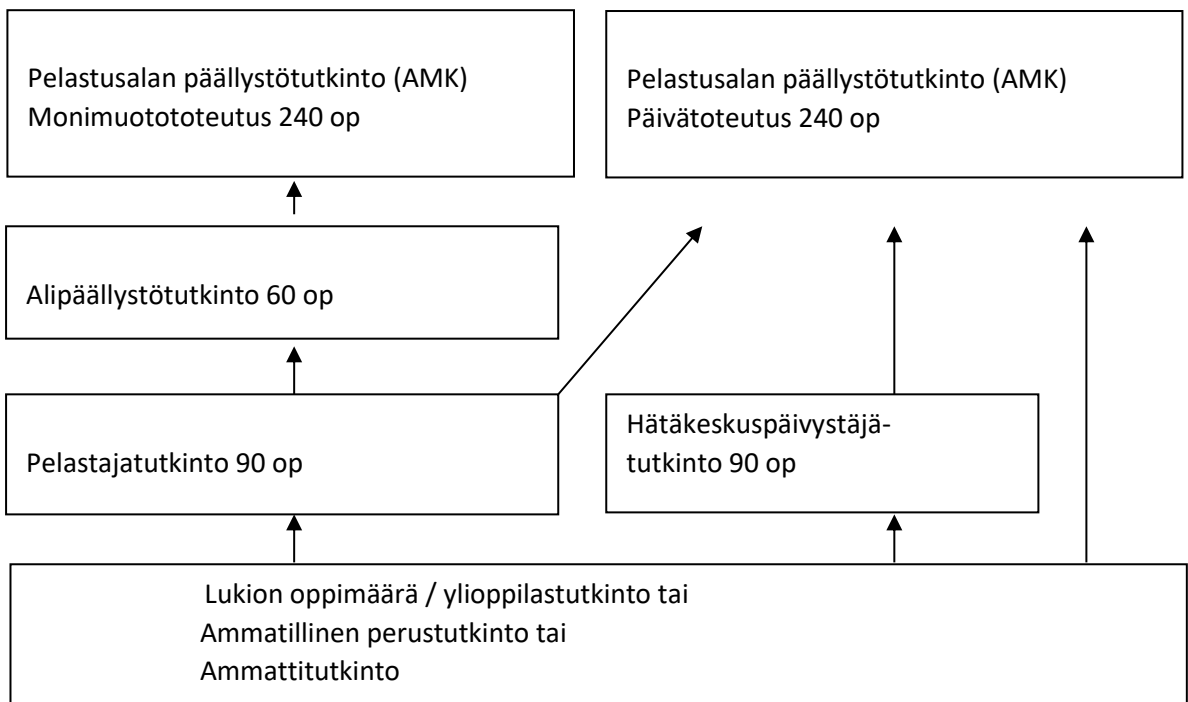 Pelastusalan päällystötutkinto (AMK)
Monimuotototeutus 240 op
Pelastusalan päällystötutkinto (AMK)
Päivätoteutus 240 op
Alipäällystötutkinto 60 op
Pelastajatutkinto 90 op
Hätäkeskuspäivystäjä-
tutkinto 90 op
Lukion oppimäärä / ylioppilastutkinto tai
Ammatillinen perustutkinto tai
Ammattitutkinto